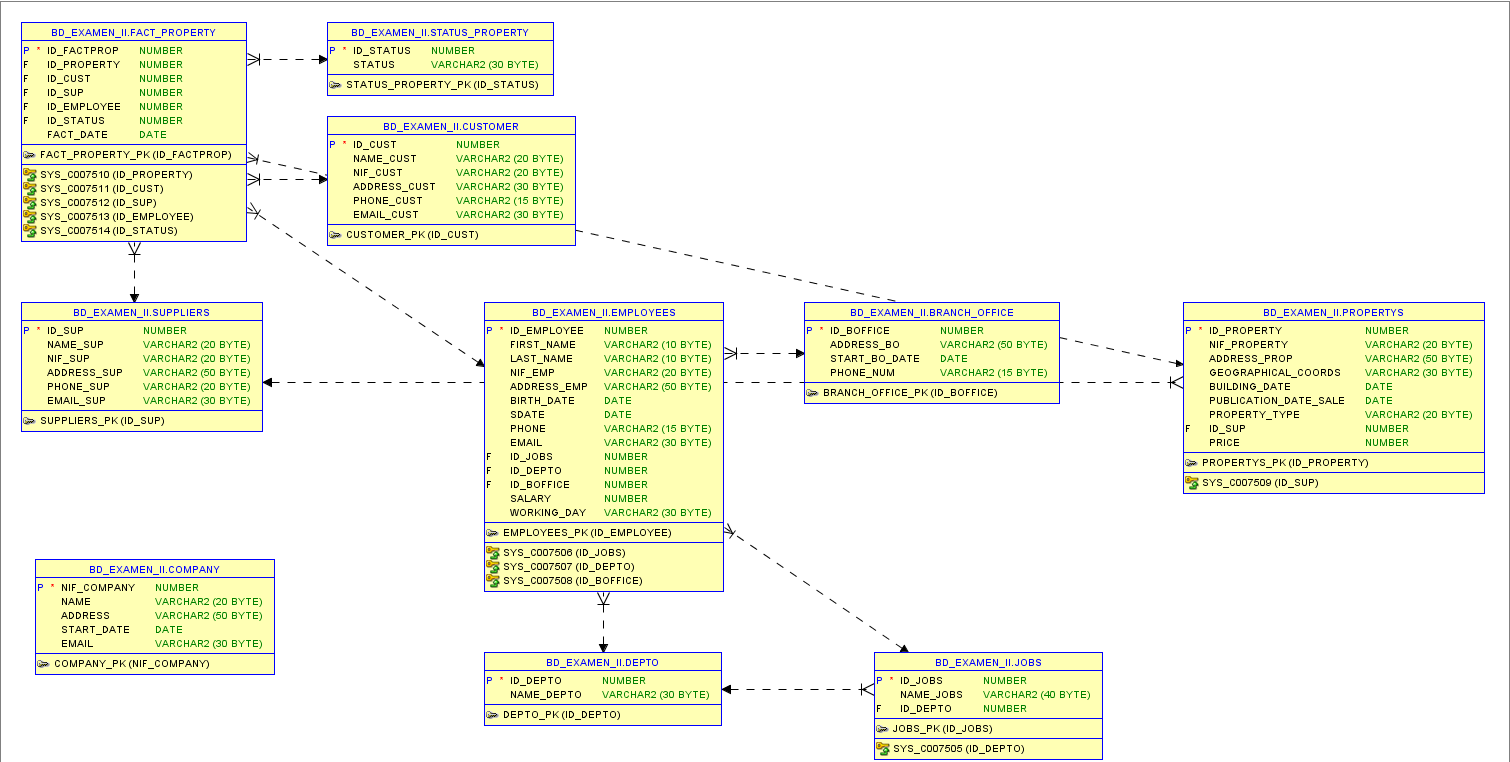 BD_EXAMEN_II.FACT_PROPERTY
P * ID_FACTPROP NUMBER
F ID_PROPERTY NUMBER
F ID_CUST NUMBER
F ID_SUP NUMBER
F ID_EMPLOYEE NUMBER
F ID_STATUS NUMBER
FACT_DATE DATE
FACT_PROPERTY_PK (ID_FACTPROP)
SYS_C007510 (ID_PROPERTY)
SYS_C007511 (ID_CUST)
SYS_C007512 (ID_SUP)
SYS_C007513 (ID_EMPLOYEE)
SYS_C007514 (ID_STATUS)
BD_EXAMEN_II.STATUS_PROPERTY
P * ID_STATUS NUMBER
STATUS VARCHAR2 (30 BYTE)
STATUS_PROPERTY_PK (ID_STATUS)
BD_EXAMEN_II.CUSTOMER
P * ID_CUST NUMBER
NAME_CUST VARCHAR2 (20 BYTE)
NIF_CUST VARCHAR2 (20 BYTE)
ADDRESS_CUST VARCHAR2 (30 BYTE)
PHONE_CUST VARCHAR2 (15 BYTE)
EMAIL_CUST VARCHAR2 (30 BYTE)
CUSTOMER_PK (ID_CUST)
BD_EXAMEN_II.SUPPLIERS
P * ID_SUP NUMBER
NAME_SUP VARCHAR2 (20 BYTE)
NIF_SUP VARCHAR2 (20 BYTE)
ADDRESS_SUP VARCHAR2 (50 BYTE)
PHONE_SUP VARCHAR2 (20 BYTE)
EMAIL_SUP VARCHAR2 (30 BYTE)
SUPPLIERS_PK (ID_SUP)
BD_EXAMEN_II.EMPLOYEES
P * ID_EMPLOYEE NUMBER
FIRST_NAME VARCHAR2 (10 BYTE)
LAST_NAME VARCHAR2 (10 BYTE)
NIF_EMP VARCHAR2 (20 BYTE)
ADDRESS_EMP VARCHAR2 (50 BYTE)
BIRTH_DATE DATE
SDATE DATE
PHONE VARCHAR2 (15 BYTE)
EMAIL VARCHAR2 (30 BYTE)
F ID_JOBS NUMBER
F ID_DEPTO NUMBER
F ID_BOFFICE NUMBER
SALARY NUMBER
WORKING_DAY VARCHAR2 (30 BYTE)
EMPLOYEES_PK (ID_EMPLOYEE)
SYS_C007506 (ID_JOBS)
SYS_C007507 (ID_DEPTO)
SYS_C007508 (ID_BOFFICE)
BD_EXAMEN_II.BRANCH_OFFICE
P * ID_BOFFICE NUMBER
ADDRESS_BO VARCHAR2 (50 BYTE)
START_BO_DATE DATE
PHONE_NUM VARCHAR2 (15 BYTE)
BRANCH_OFFICE_PK (ID_BOFFICE)
BD_EXAMEN_II.PROPERTYS
P * ID_PROPERTY NUMBER
NIF_PROPERTY VARCHAR2 (20 BYTE)
ADDRESS_PROP VARCHAR2 (50 BYTE)
GEOGRAPHICAL_COORDS VARCHAR2 (30 BYTE)
BUILDING_DATE DATE
PUBLICATION_DATE_SALE DATE
PROPERTY_TYPE VARCHAR2 (20 BYTE)
F ID_SUP NUMBER
PRICE NUMBER
PROPERTYS_PK (ID_PROPERTY)
SYS_C007509 (ID_SUP)
BD_EXAMEN_II.COMPANY
P * NIF_COMPANY NUMBER
NAME VARCHAR2 (20 BYTE)
ADDRESS VARCHAR2 (50 BYTE)
START_DATE DATE
EMAIL VARCHAR2 (30 BYTE)
COMPANY_PK (NIF_COMPANY)
BD_EXAMEN_II.DEPTO
P * ID_DEPTO NUMBER
NAME_DEPTO VARCHAR2 (30 BYTE)
DEPTO_PK (ID_DEPTO)
BD_EXAMEN_II.JOBS
P * ID_JOBS NUMBER
NAME_JOBS VARCHAR2 (40 BYTE)
F ID_DEPTO NUMBER
JOBS_PK (ID_JOBS)
SYS_C007505 (ID_DEPTO)